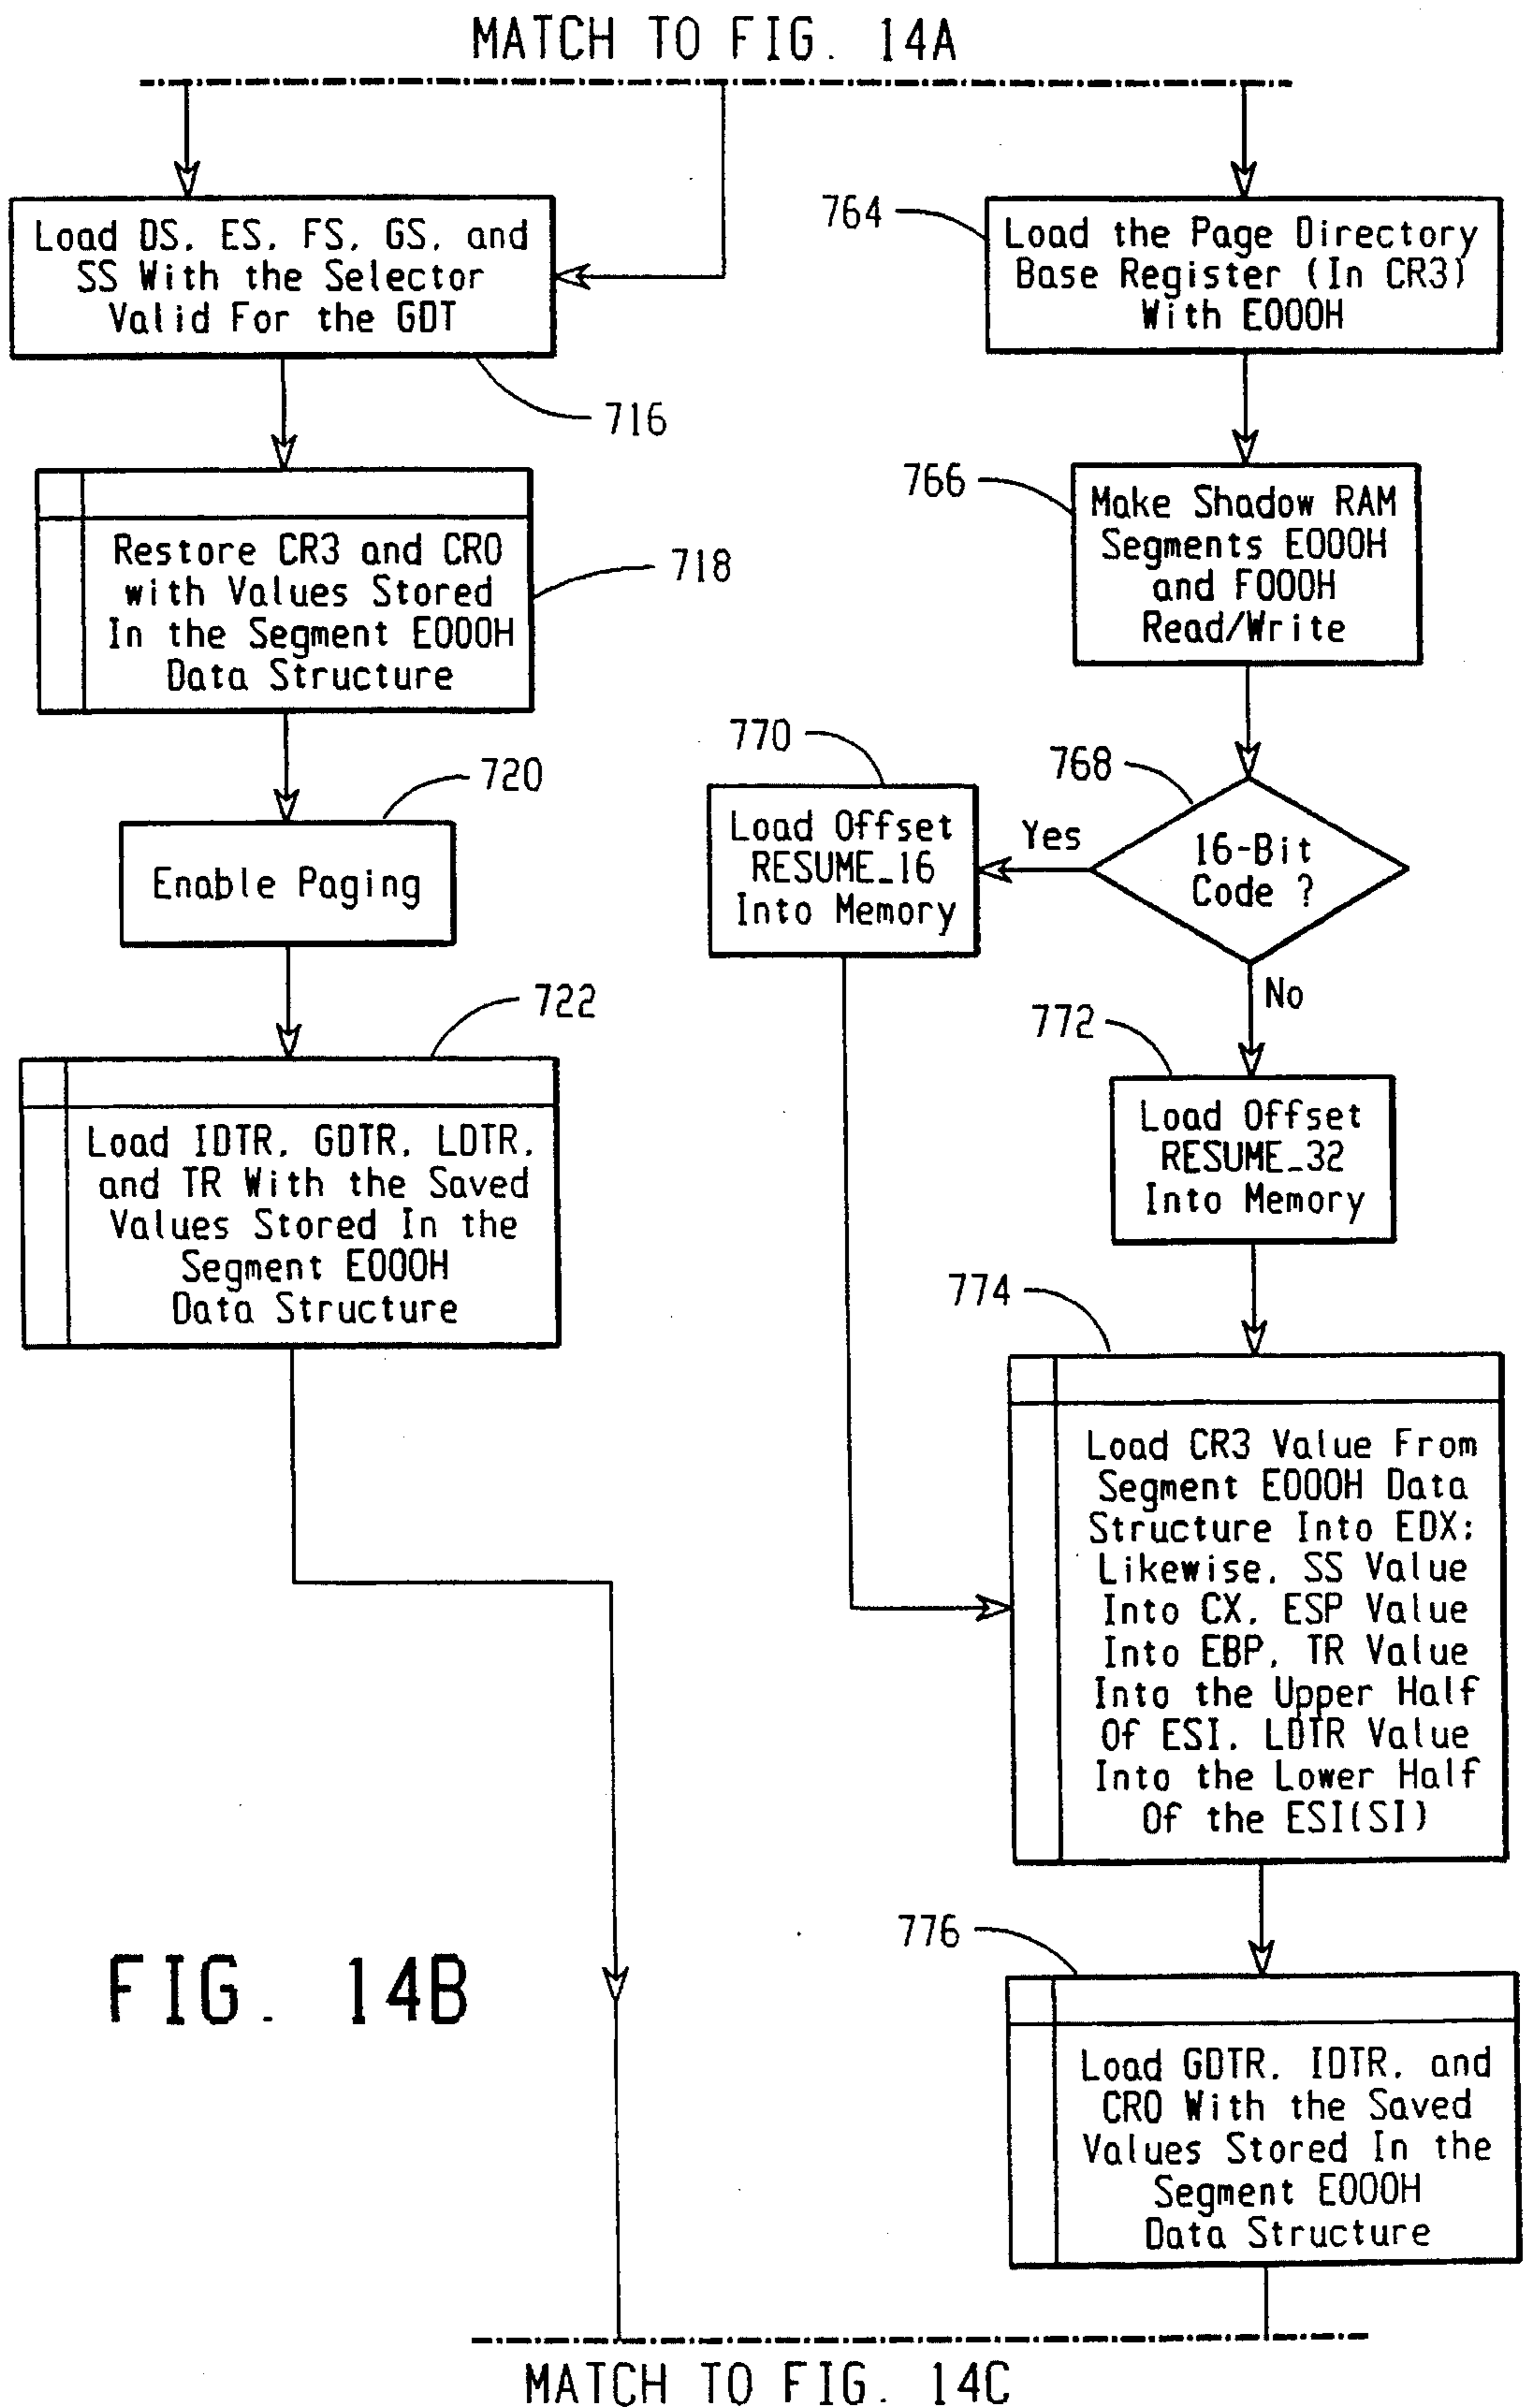 MATCH TO FIG. 14A
Load DS, ES, FS, GS, and
SS With the Selector
Valid For the GDT
716
Restore CR3 and CR0
with Values Stored
In the Segment E000H
Data Structure
718
720
Enable Paging
722
Load IDTR, GDTR, LDTR,
and TR With the Saved
Values Stored In the
Segment E000H
Data Structure
764
Load the Page Directory
Base Register (In CR3)
With E000H
766
Make Shadow RAM
Segments E000H
and F000H
Read/Write
768
16-Bit
Code ?
Yes
770
Load Offset
RESUME_16
Into Memory
No
772
Load Offset
RESUME_32
Into Memory
774
Load CR3 Value From
Segment E000H Data
Structure Into EDX;
Likewise, SS Value
Into CX, ESP Value
Into EBP, TR Value
Into the Upper Half
Of ESI, LDTR Value
Into the Lower Half
Of the ESI(SI)
776
Load GDTR, IDTR, and
CR0 With the Saved
Values Stored In the
Segment E000H
Data Structure
FIG. 14B
MATCH TO FIG. 14C